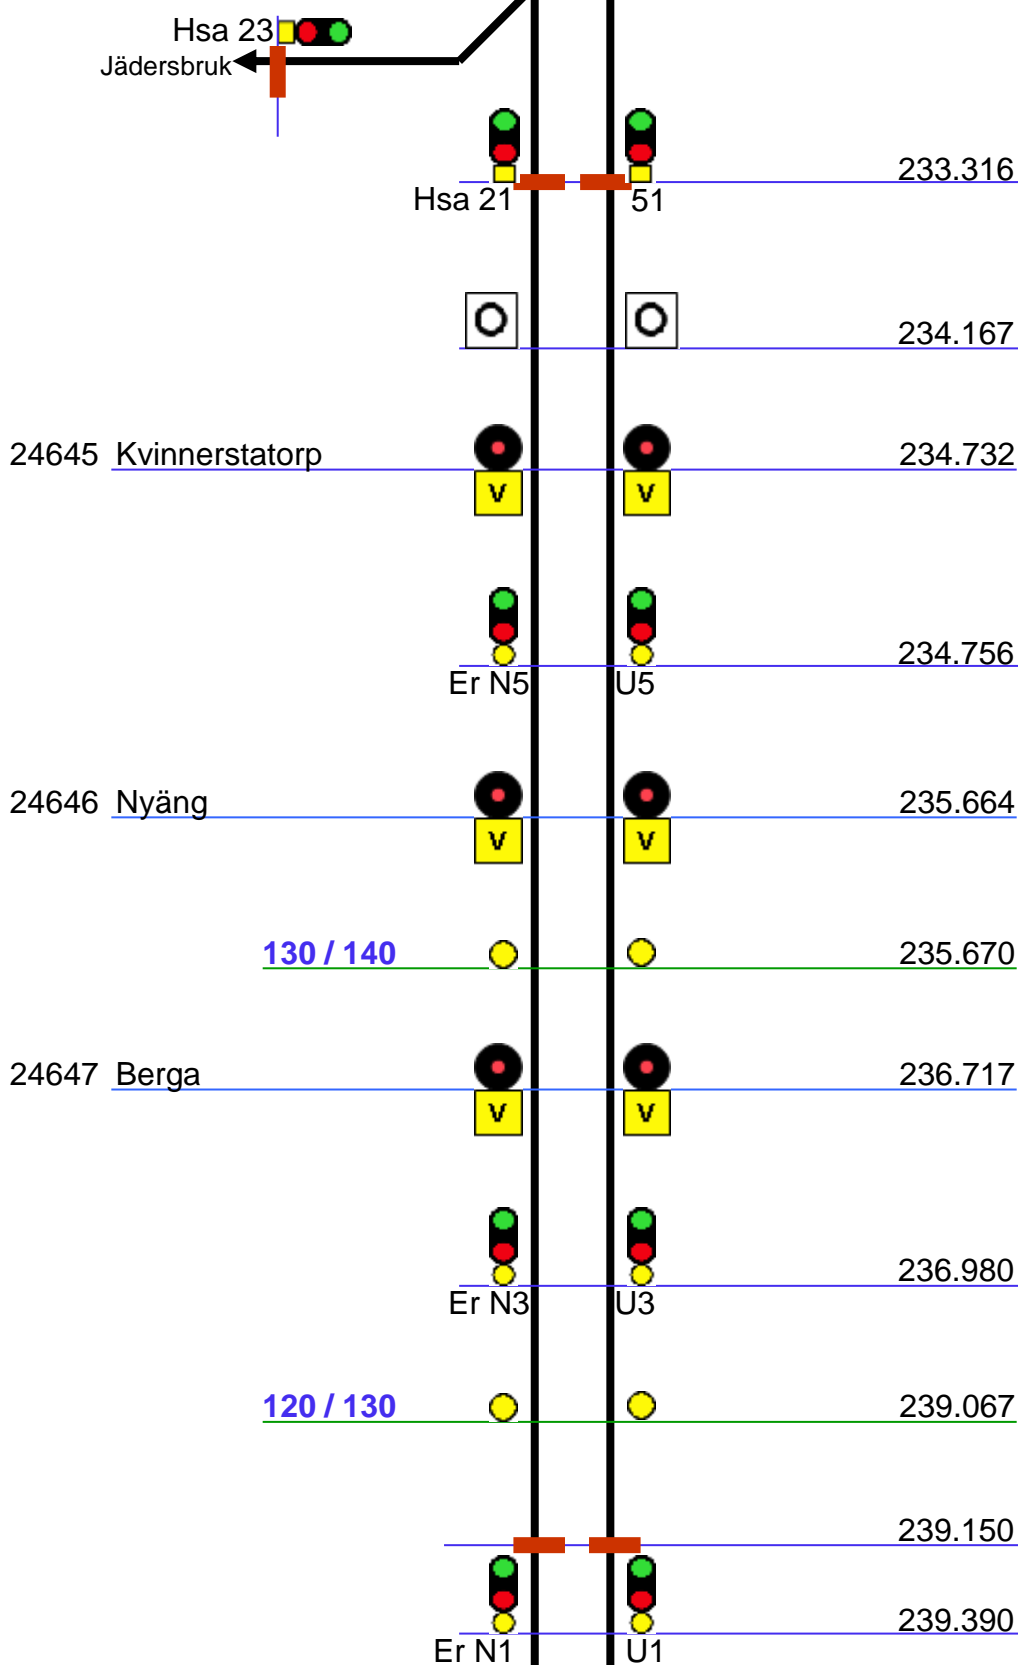 Hsa 23
Jädersbruk
233.316
Hsa 21 51
O O
234.167
24645 Kvinnerstatorp 234.732
V V
234.756
Er N5 U5
24646 Nyäng 235.664
V V
130 / 140 235.670
24647 Berga 236.717
V V
236.980
Er N3 U3
120 / 130 239.067
239.150
239.390
Er N1 U1